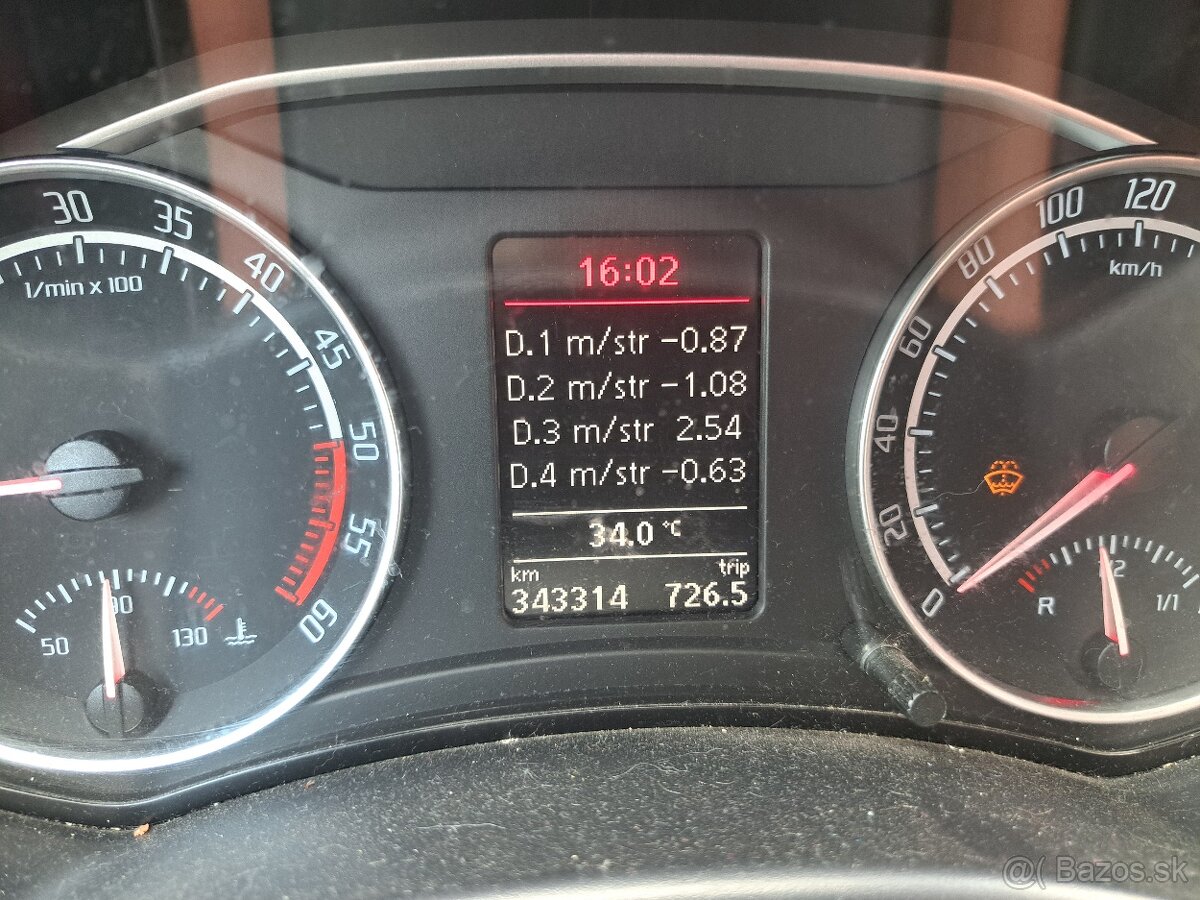 30
35
40
45
50
55
60
1/min x 100
50
90
130
16:02
D.1 m/str -0.87
D.2 m/str -1.08
D.3 m/str 2.54
D.4 m/str -0.63
34.0 °C
km trip
343314 726.5
0
20
40
60
80
100
120
km/h
R
1/2
1/1
@( Bazos.sk